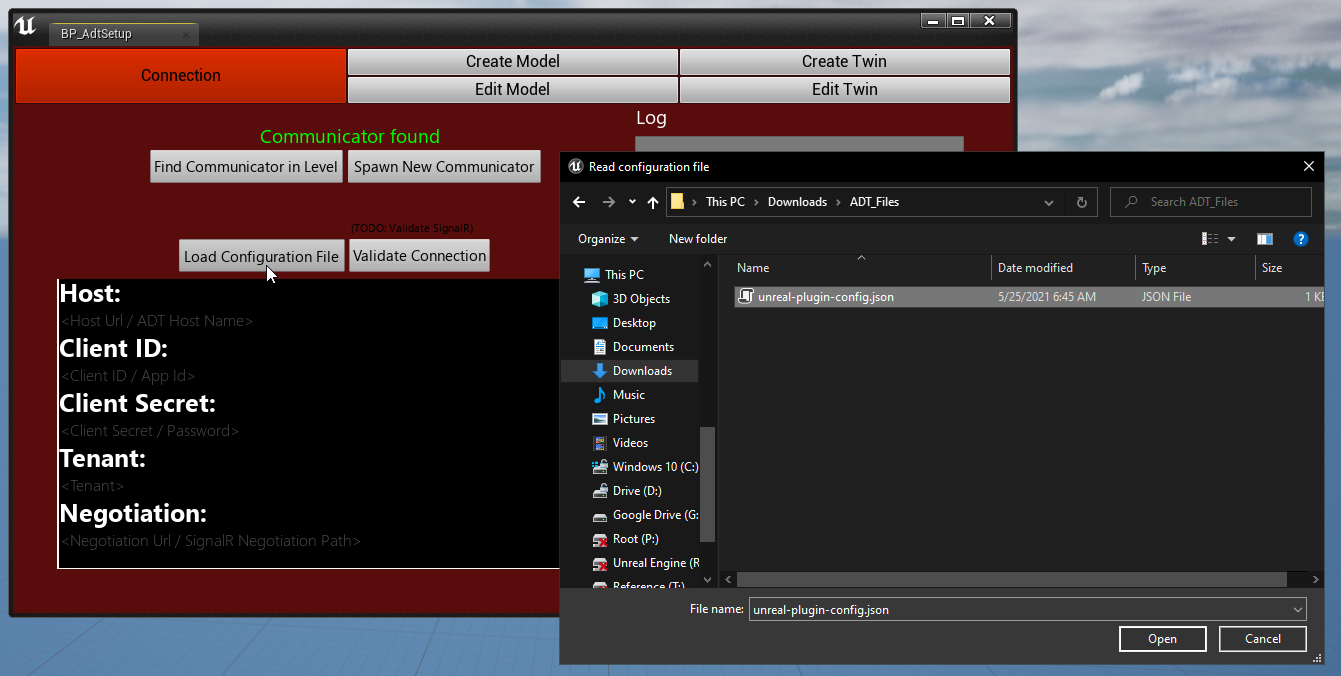 BP_AdtSetup
Connection
Create Model
Create Twin
Edit Model
Edit Twin
Log
Communicator found
Find Communicator in Level
Spawn New Communicator
(TODO: Validate SignalR)
Load Configuration File
Validate Connection
Host:
<Host Url / ADT Host Name>
Client ID:
<Client ID / App Id>
Client Secret:
<Client Secret / Password>
Tenant:
<Tenant>
Negotiation:
<Negotiation Url / SignalR Negotiation Path>
Read configuration file
This PC > Downloads > ADT_Files
Search ADT_Files
Organize
New folder
This PC
3D Objects
Desktop
Documents
Downloads
Music
Pictures
Videos
Windows 10 (C:)
Drive (D:)
Google Drive (G:
Root (P:)
Unreal Engine (R
Reference (T:)
Name
Date modified
Type
Size
unreal-plugin-config.json
5/25/2021 6:45 AM
JSON File
1 KE
File name:
unreal-plugin-config.json
Open
Cancel